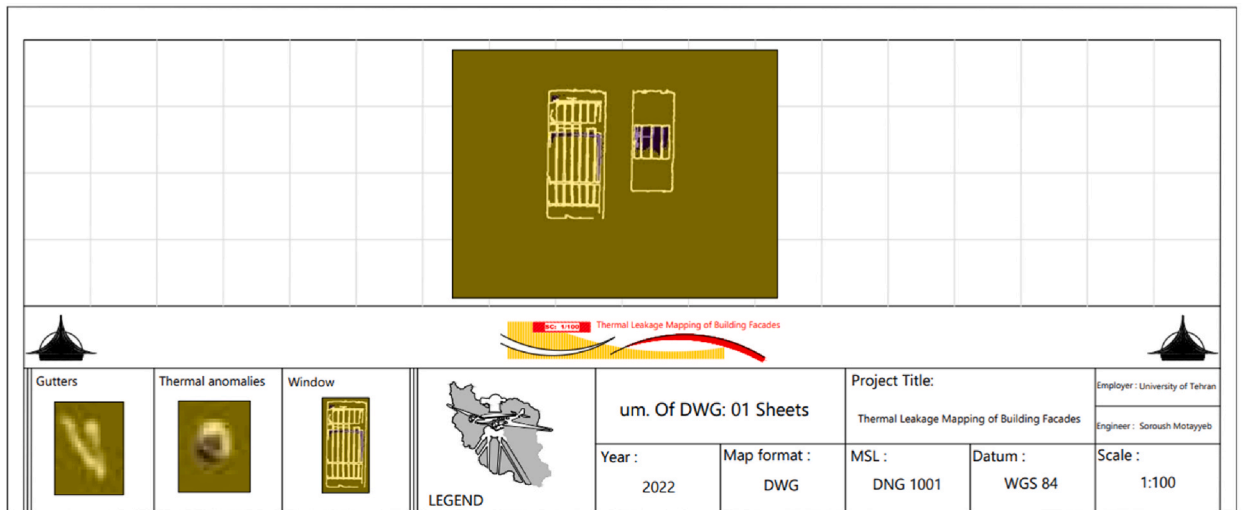 SC: 1/100 Thermal Leakage Mapping of Building Facades
Gutters
Thermal anomalies
Window
LEGEND
um. Of DWG: 01 Sheets
Project Title:
Thermal Leakage Mapping of Building Facades
Employer : University of Tehran
Engineer : Soroush Motayyeb
Year :
2022
Map format :
DWG
MSL :
DNG 1001
Datum :
WGS 84
Scale :
1:100